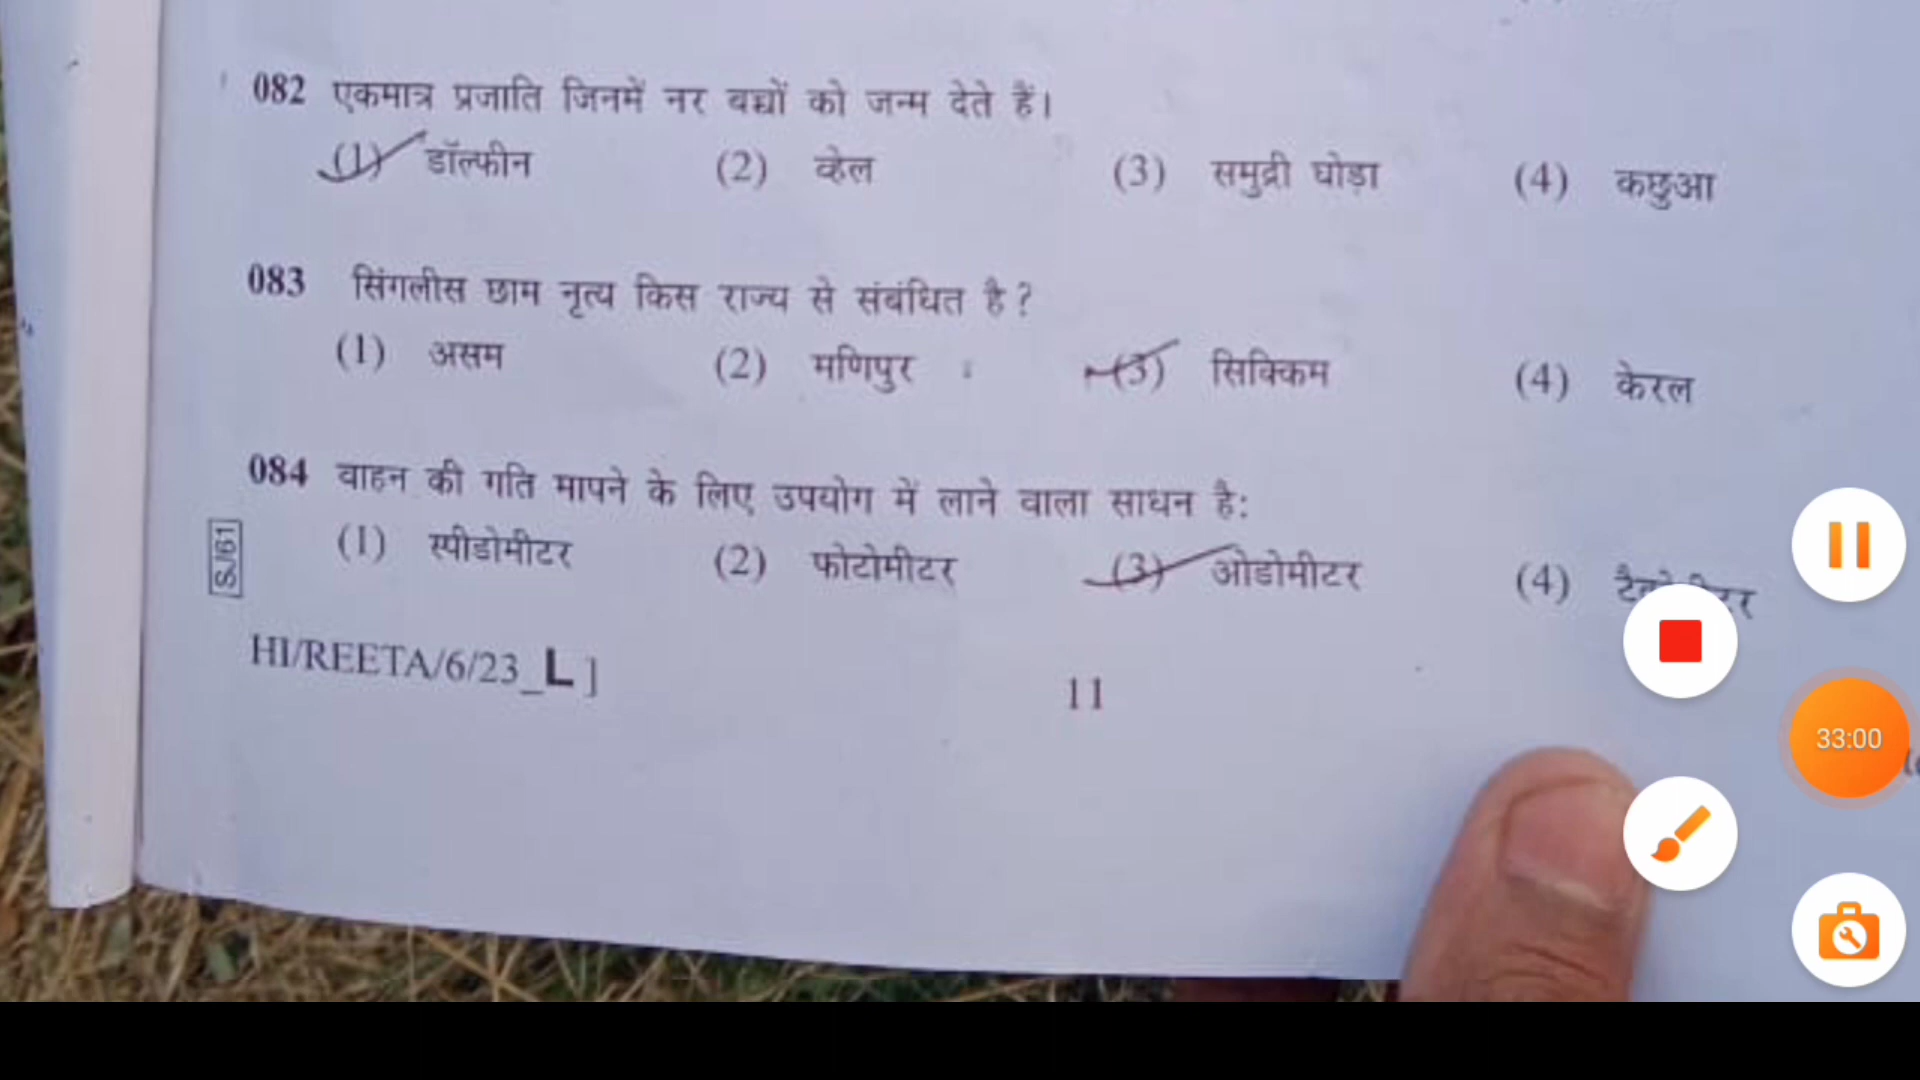 082 एकमात्र प्रजाति जिनमें नर बच्चों को जन्म देते हैं।
(1) डॉल्फीन (2) व्हेल (3) समुद्री घोड़ा (4) कछुआ
083 सिंगलीस छाम नृत्य किस राज्य से संबंधित है?
(1) असम (2) मणिपुर (3) सिक्किम (4) केरल
084 वाहन की गति मापने के लिए उपयोग में लाने वाला साधन है:
(1) स्पीडोमीटर (2) फोटोमीटर (3) ओडोमीटर (4)
SJ61
HI/REETA/6/23_L ]
11
33:00